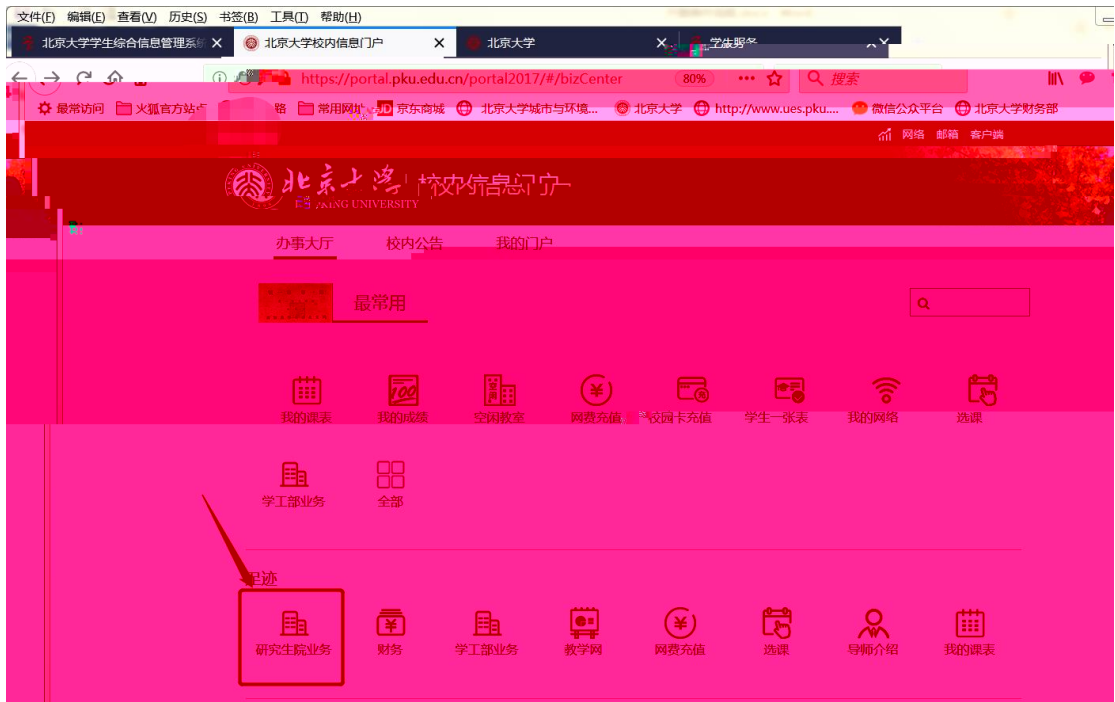 文件(F) 编辑(E) 查看(V) 历史(S) 书签(B) 工具(T) 帮助(H)
北京大学学生综合信息管理系统 北京大学校内信息门户 北京大学 学生服务
https://portal.pku.edu.cn/portal2017/#/bizCenter 80% 搜索
最常访问 火狐官方站点 常用网址 JD 京东商城 北京大学城市与环境... 北京大学 http://www.ues.pku.... 微信公众平台 北京大学财务部
网络 邮箱 客户端
北京大学 校内信息门户
UNIVERSITY
办事大厅 校内公告 我的门户
最常用
我的课表 我的成绩 空闲教室 网费充值 校园卡充值 学生一张表 我的网络 选课
学工部业务 全部
足迹
研究生院业务 财务 学工部业务 教学网 网费充值 选课 导师介绍 我的课表